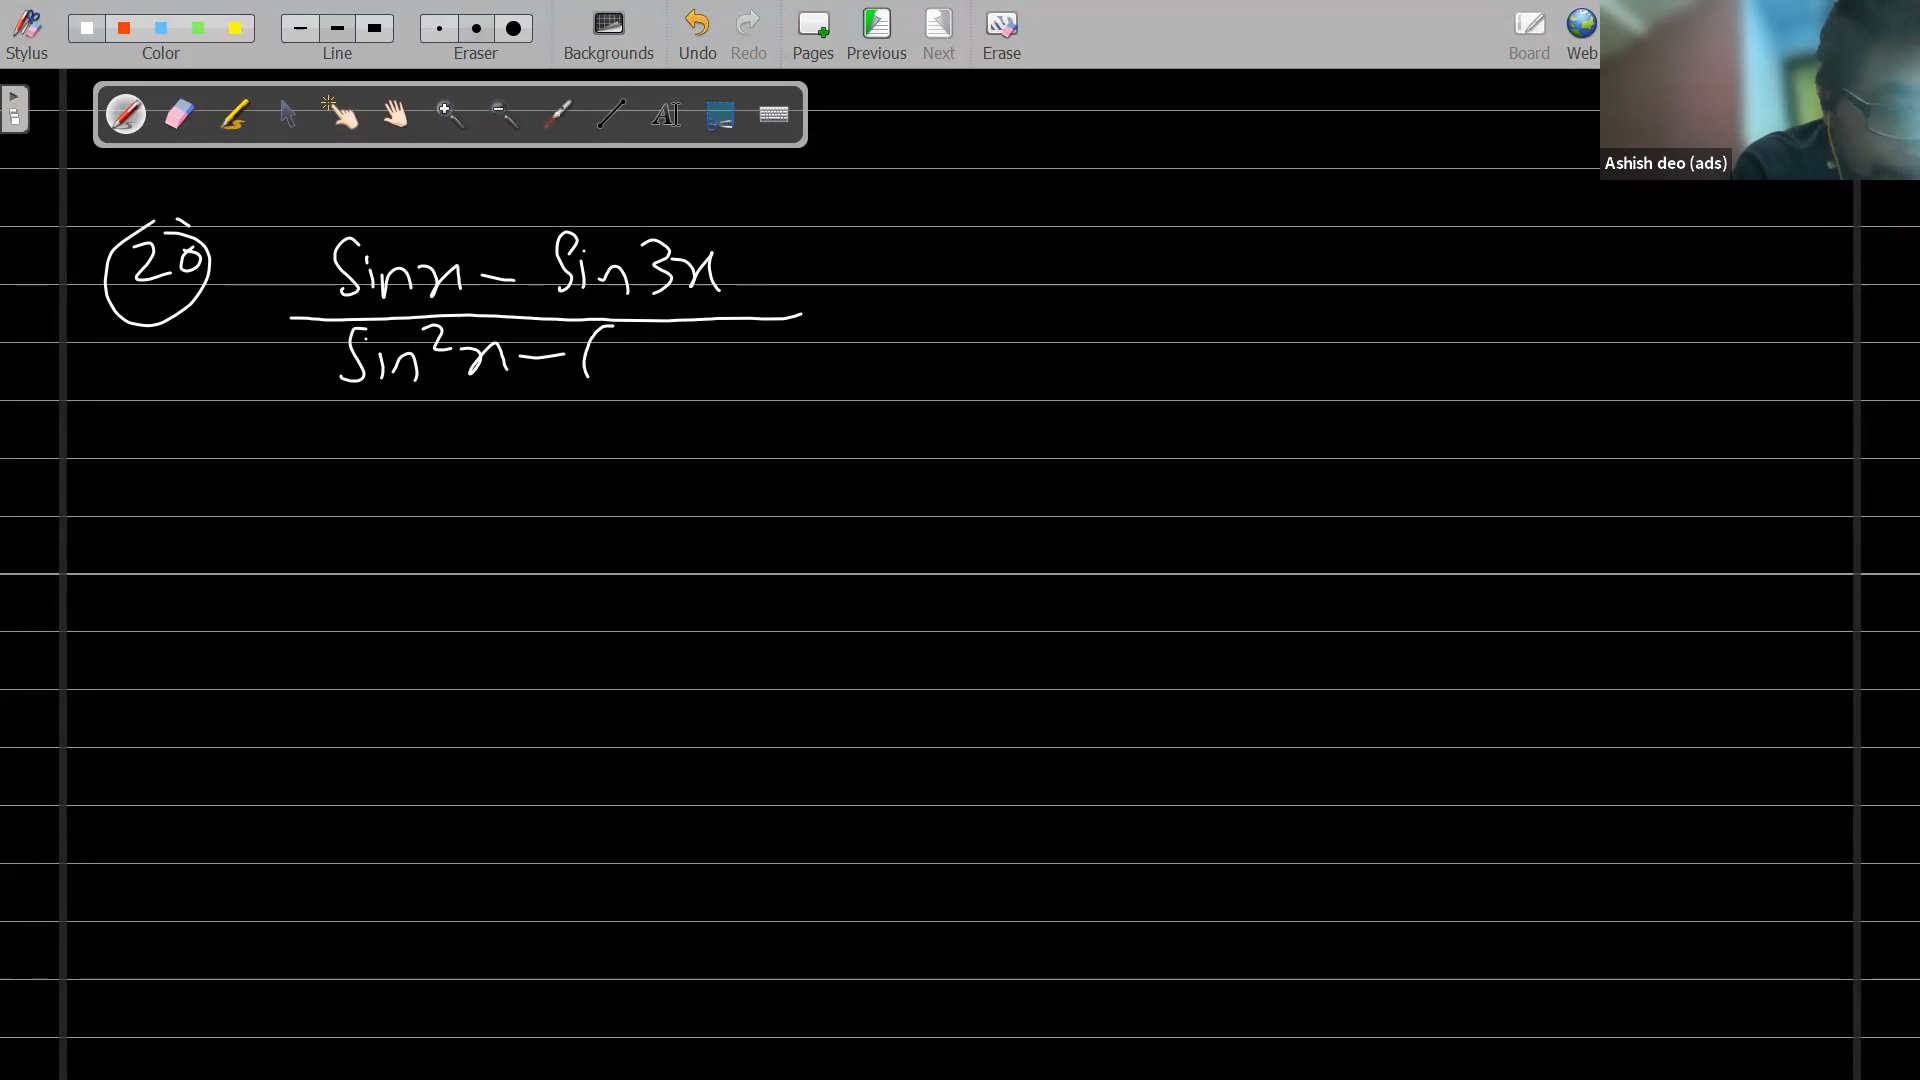 Stylus Color Line Eraser Backgrounds Undo Redo Pages Previous Next Erase Board Web
AI
Ashish deo (ads)
20 Sinx - Sin3x
Sin²x - (